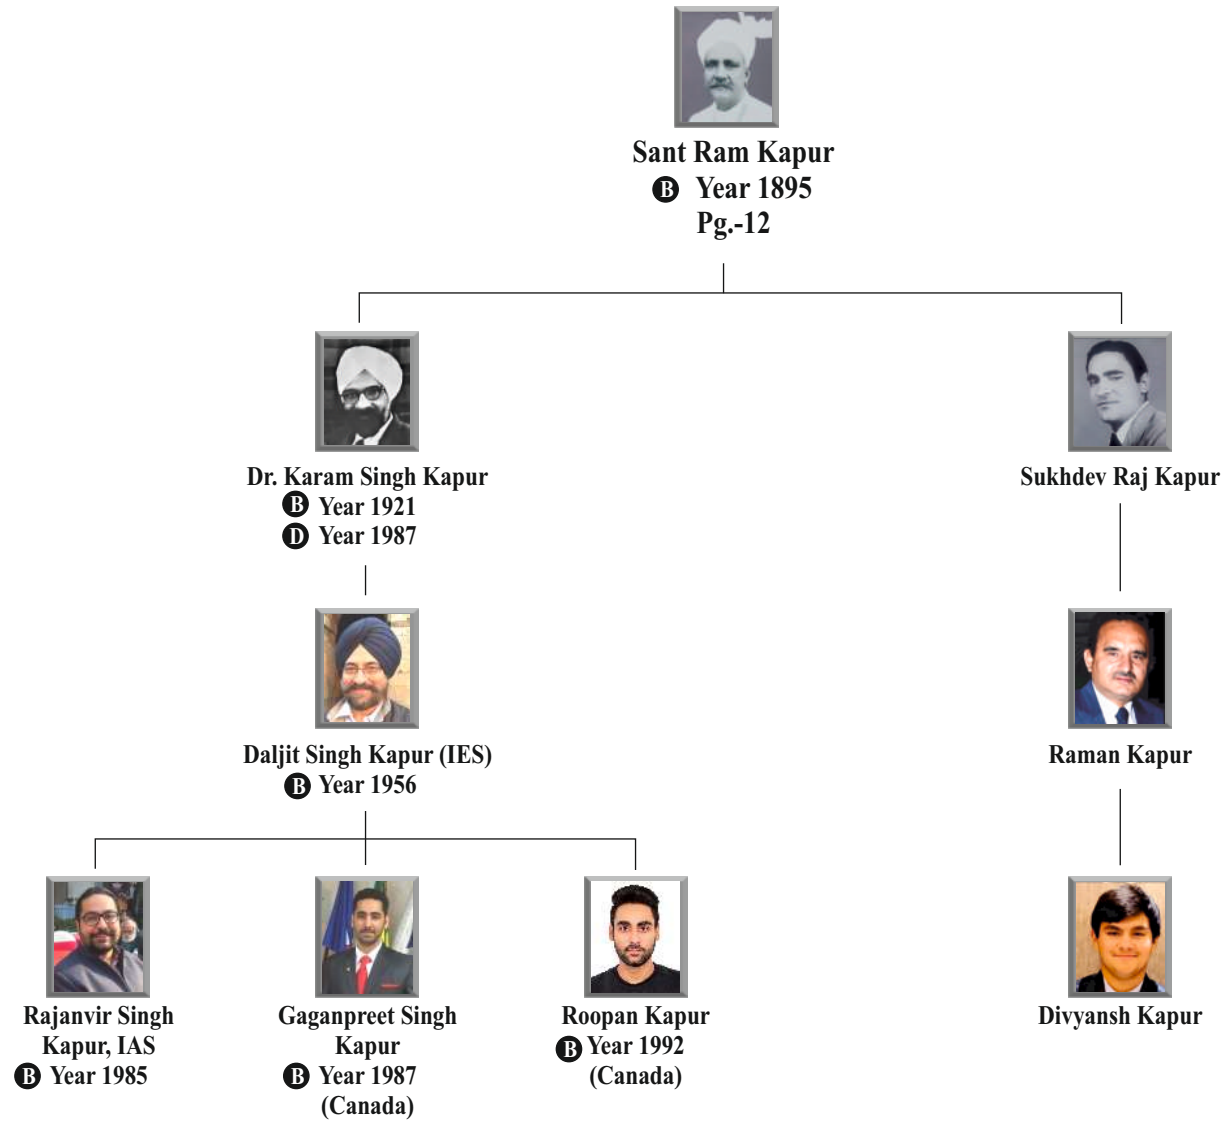 Sant Ram Kapur
B Year 1895
Pg.-12
Dr. Karam Singh Kapur
B Year 1921
D Year 1987
Sukhdev Raj Kapur
Daljit Singh Kapur (IES)
B Year 1956
Raman Kapur
Rajanvir Singh
Kapur, IAS
B Year 1985
Gaganpreet Singh
Kapur
B Year 1987
(Canada)
Roopan Kapur
B Year 1992
(Canada)
Divyansh Kapur